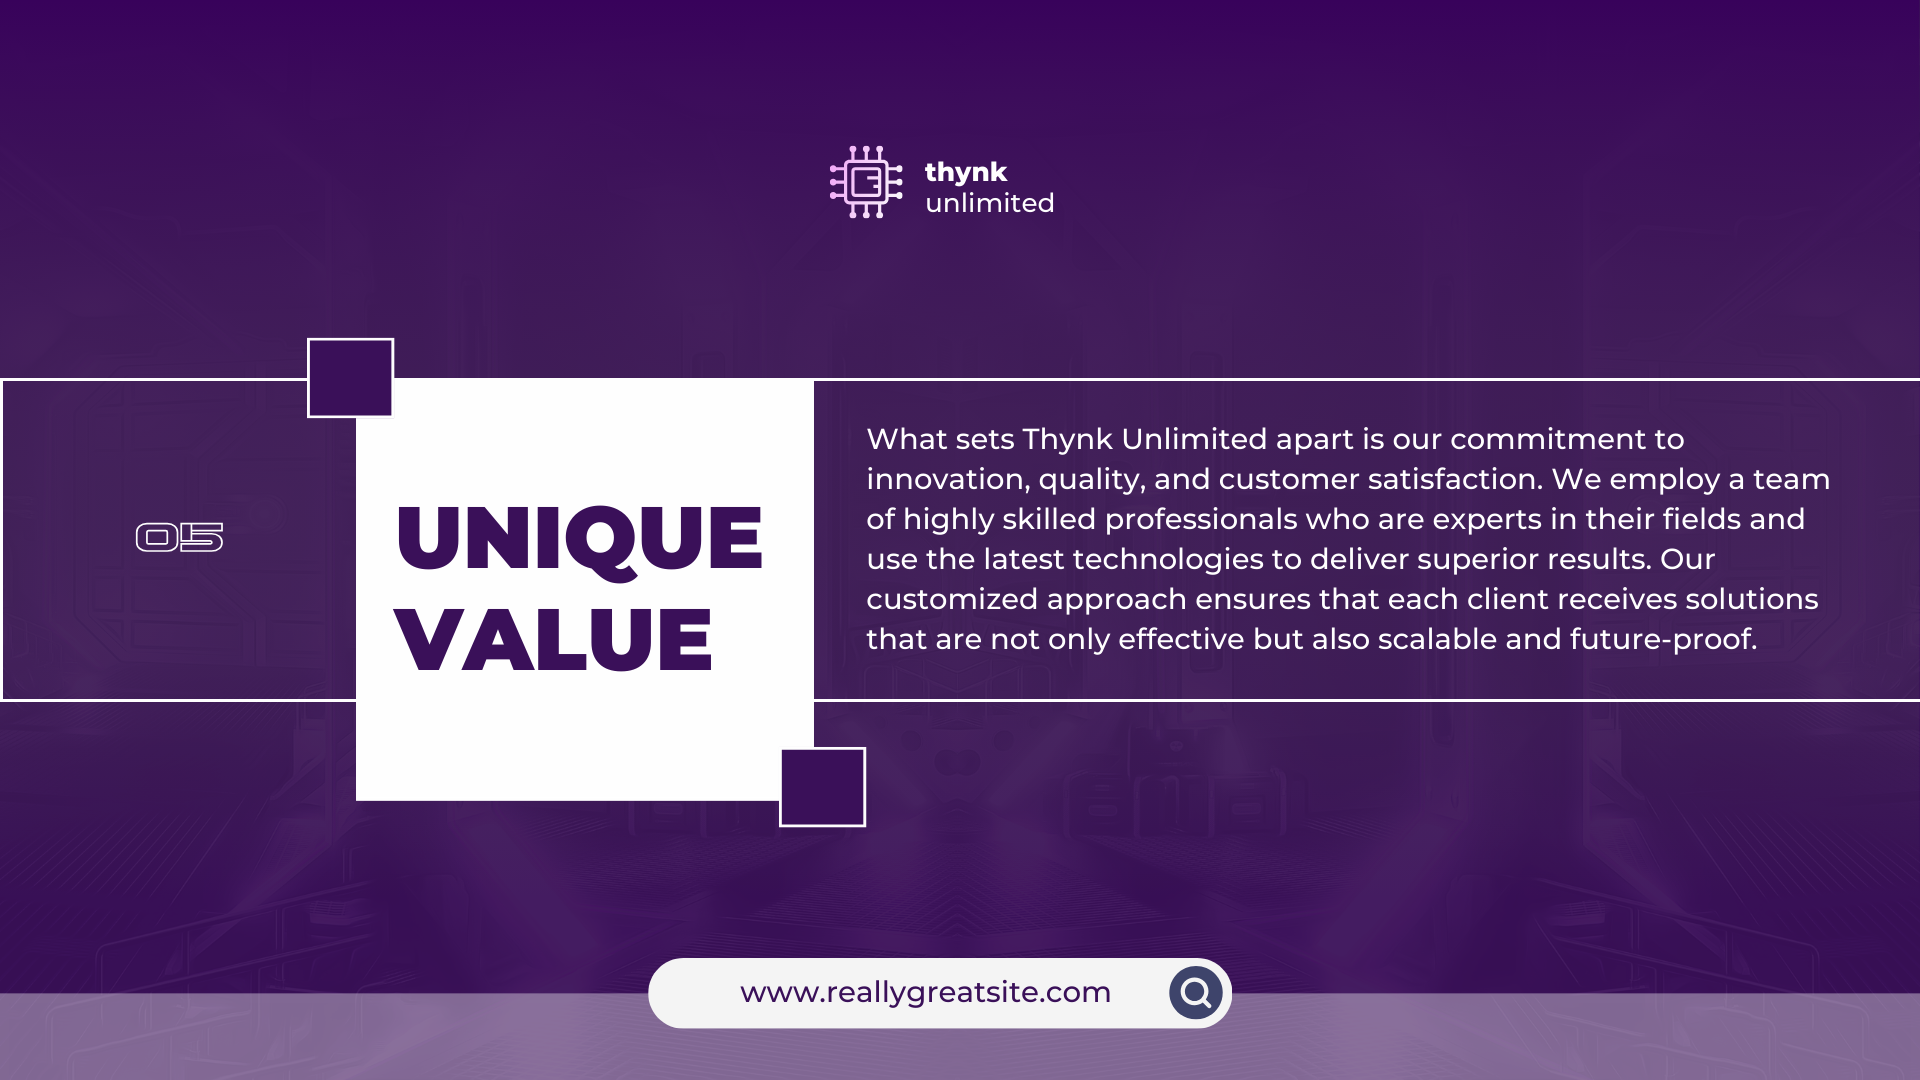 thynk
unlimited
05
UNIQUE
VALUE
What sets Thynk Unlimited apart is our commitment to
innovation, quality, and customer satisfaction. We employ a team
of highly skilled professionals who are experts in their fields and
use the latest technologies to deliver superior results. Our
customized approach ensures that each client receives solutions
that are not only effective but also scalable and future-proof.
www.reallygreatsite.com